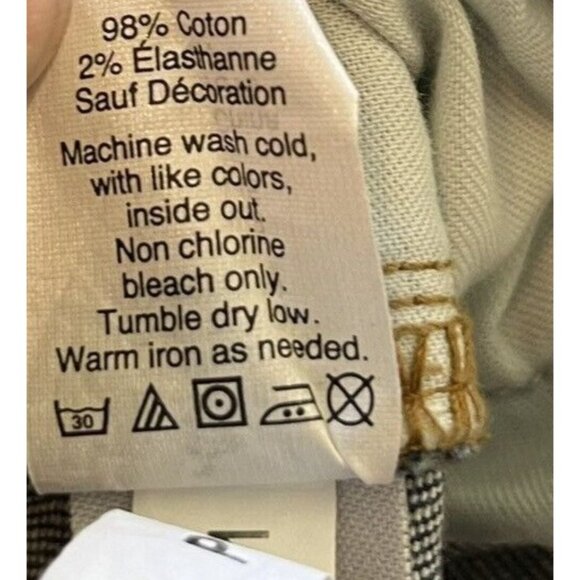 98% Coton
2% Élasthanne
Sauf Décoration
Machine wash cold,
with like colors,
inside out.
Non chlorine
bleach only.
Tumble dry low.
Warm iron as needed.
30